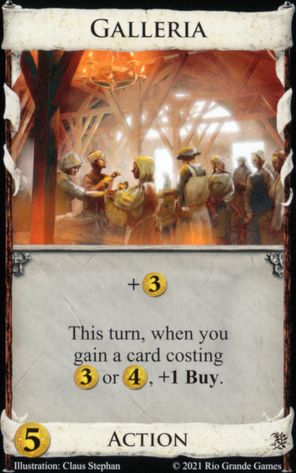 GALLERIA
+3
This turn, when you
gain a card costing
3 or 4, +1 Buy.
5 ACTION
Illustration: Claus Stephan © 2021 Rio Grande Games